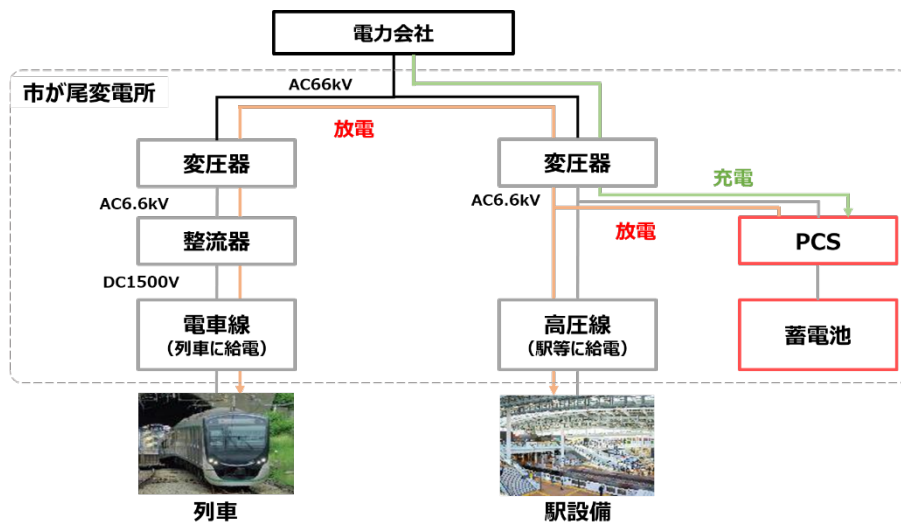 電力会社
市が尾変電所
AC66kV
放電
変圧器
変圧器
充電
AC6.6kV
AC6.6kV
整流器
放電
PCS
DC1500V
電車線
（列車に給電）
高圧線
（駅等に給電）
蓄電池
列車
駅設備